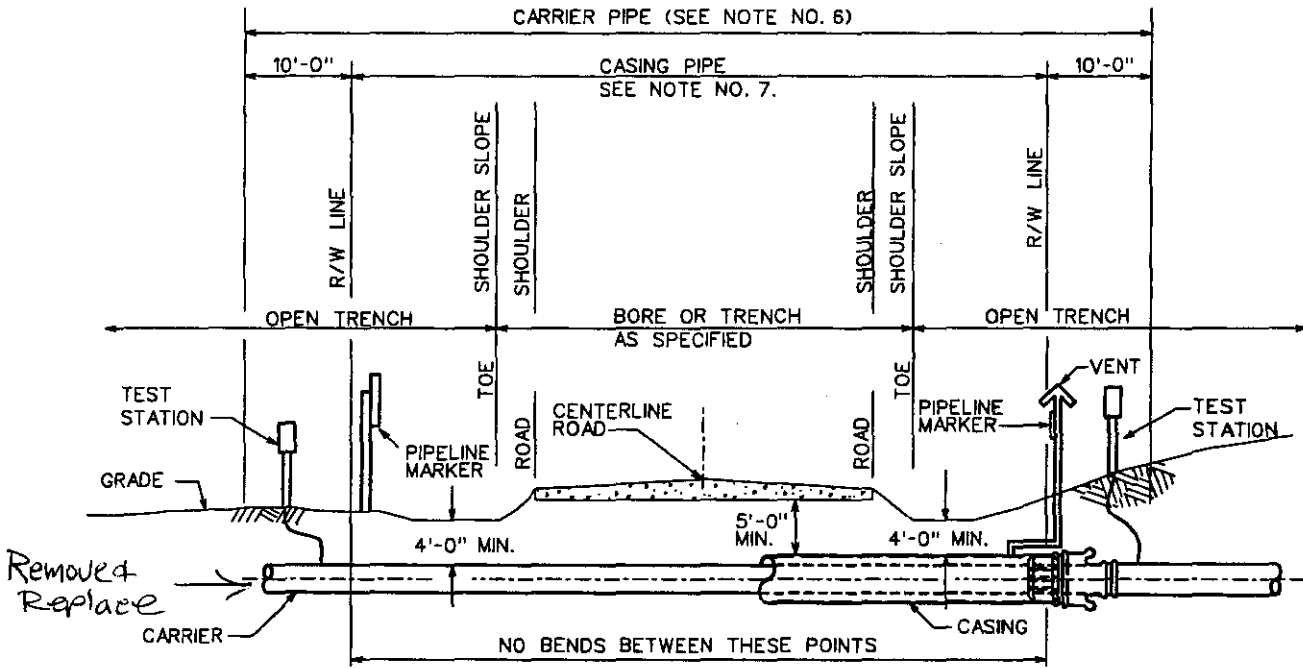 CARRIER PIPE (SEE NOTE NO. 6)
10'-0"
CASING PIPE
SEE NOTE NO. 7.
10'-0"
R/W LINE
TOE SHOULDER SLOPE
ROAD SHOULDER
ROAD SHOULDER
TOE SHOULDER SLOPE
R/W LINE
OPEN TRENCH
BORE OR TRENCH
AS SPECIFIED
OPEN TRENCH
TEST
STATION
PIPELINE
MARKER
CENTERLINE
ROAD
PIPELINE
MARKER
VENT
TEST
STATION
GRADE
4'-0" MIN.
5'-0"
MIN.
4'-0" MIN.
Removed
Replace
CARRIER
CASING
NO BENDS BETWEEN THESE POINTS